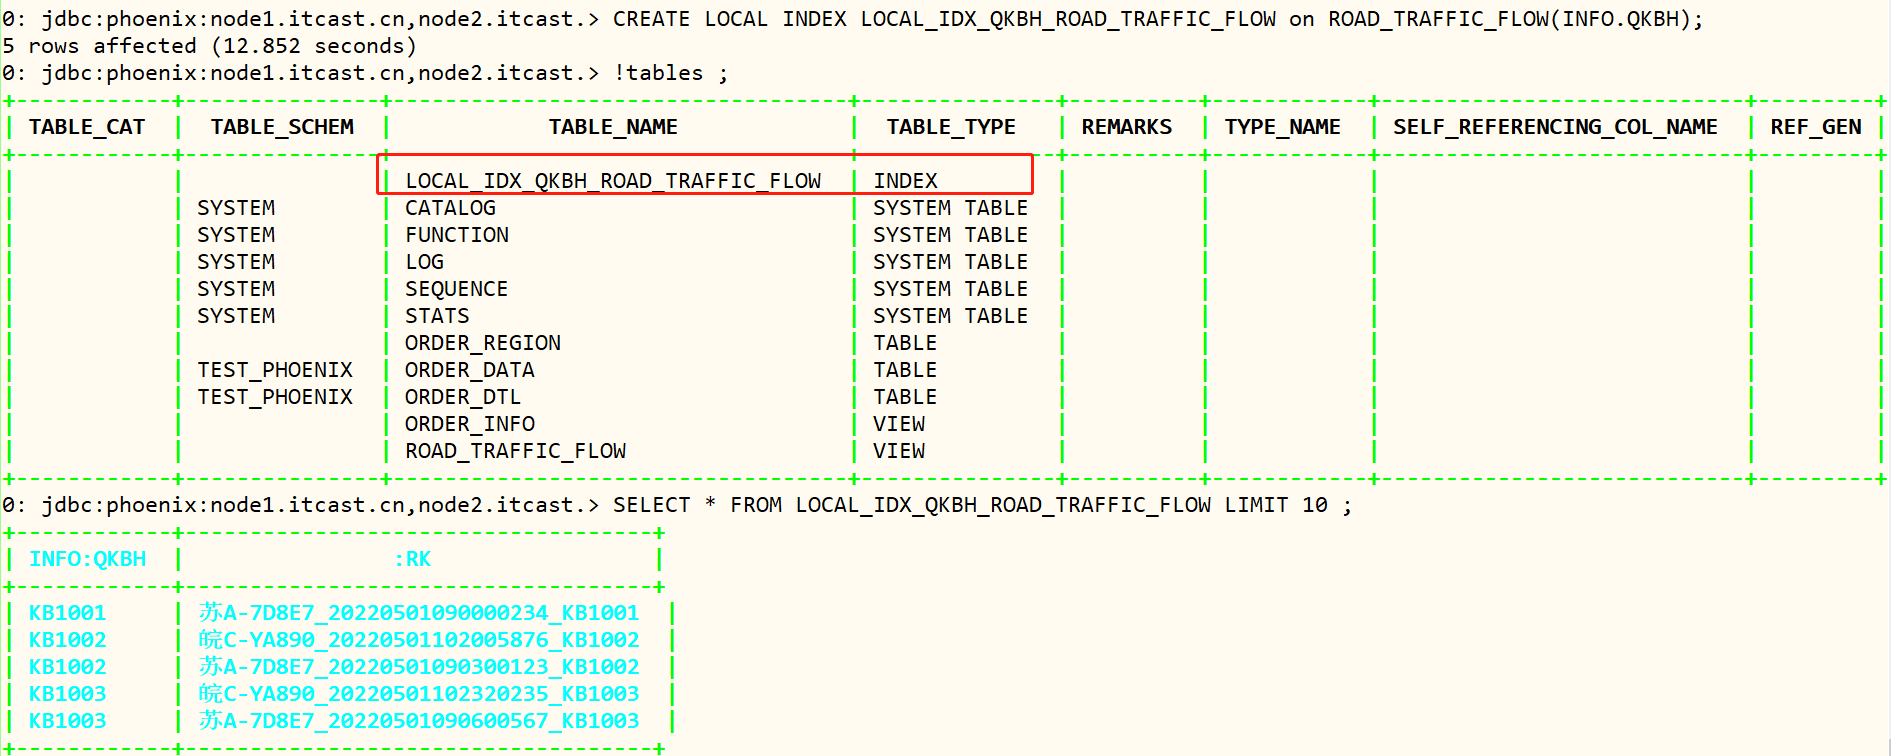 0: jdbc:phoenix:node1.itcast.cn,node2.itcast.> CREATE LOCAL INDEX LOCAL_IDX_QKBH_ROAD_TRAFFIC_FLOW on ROAD_TRAFFIC_FLOW(INFO.QKBH);
5 rows affected (12.852 seconds)
0: jdbc:phoenix:node1.itcast.cn,node2.itcast.> !tables ;
TABLE_CAT | TABLE_SCHEM | TABLE_NAME | TABLE_TYPE | REMARKS | TYPE_NAME | SELF_REFERENCING_COL_NAME | REF_GEN
LOCAL_IDX_QKBH_ROAD_TRAFFIC_FLOW | INDEX
SYSTEM | CATALOG | SYSTEM TABLE
SYSTEM | FUNCTION | SYSTEM TABLE
SYSTEM | LOG | SYSTEM TABLE
SYSTEM | SEQUENCE | SYSTEM TABLE
SYSTEM | STATS | SYSTEM TABLE
ORDER_REGION | TABLE
TEST_PHOENIX | ORDER_DATA | TABLE
TEST_PHOENIX | ORDER_DTL | TABLE
ORDER_INFO | VIEW
ROAD_TRAFFIC_FLOW | VIEW
0: jdbc:phoenix:node1.itcast.cn,node2.itcast.> SELECT * FROM LOCAL_IDX_QKBH_ROAD_TRAFFIC_FLOW LIMIT 10 ;
INFO:QKBH | :RK
KB1001 | 苏A-7D8E7_20220501090000234_KB1001
KB1002 | 皖C-YA890_20220501102005876_KB1002
KB1002 | 苏A-7D8E7_20220501090300123_KB1002
KB1003 | 皖C-YA890_20220501102320235_KB1003
KB1003 | 苏A-7D8E7_20220501090600567_KB1003